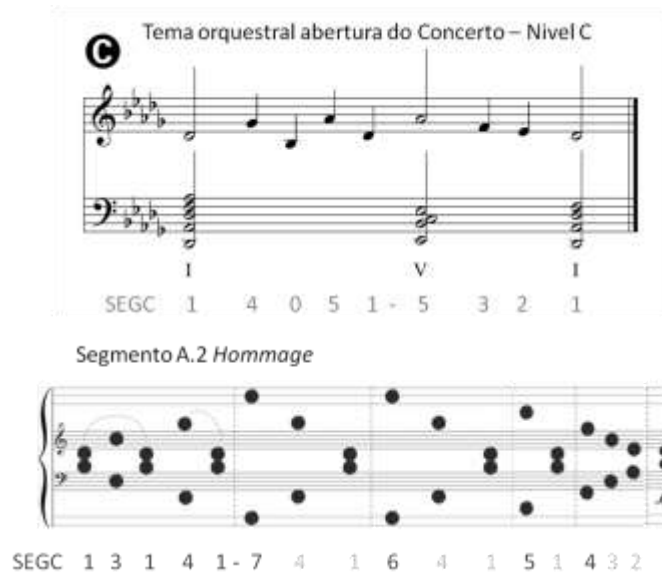 C Tema orquestral abertura do Concerto – Nivel C
I V I
SEGC 1 4 0 5 1 - 5 3 2 1
Segmento A.2 Hommage
SEGC 1 3 1 4 1 - 7 4 1 6 4 1 5 1 4 3 2